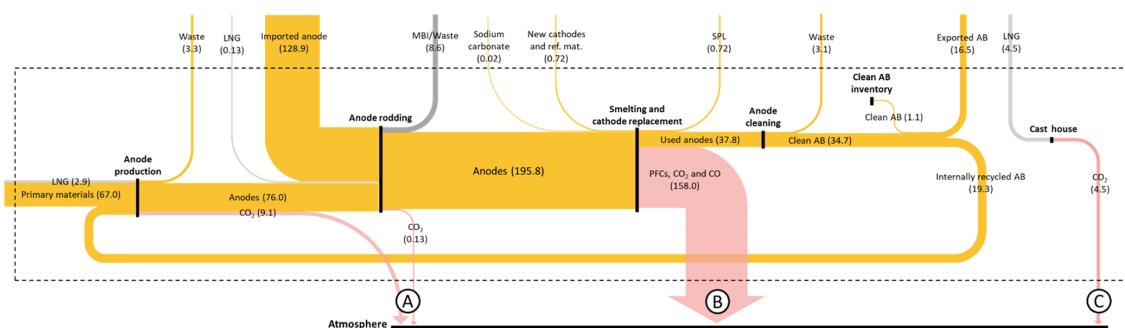 Waste
(3.3)
LNG
(0.13)
Imported anode
(128.9)
MBI/Waste
(8.6)
Sodium
carbonate
(0.02)
New cathodes
and ref. mat.
(0.72)
SPL
(0.72)
Waste
(3.1)
Exported AB
(16.5)
LNG
(4.5)
Clean AB
inventory
Clean AB (1.1)
Anode rodding
Smelting and
cathode replacement
Anode
cleaning
Cast house
Anode
production
Used anodes (37.8)
Clean AB (34.7)
LNG (2.9)
Primary materials (67.0)
Anodes (76.0)
Anodes (195.8)
PFCs, CO₂ and CO
(158.0)
Internally recycled AB
(19.3)
CO₂
(4.5)
CO₂ (9.1)
CO₂
(0.13)
A
B
C
Atmosphere